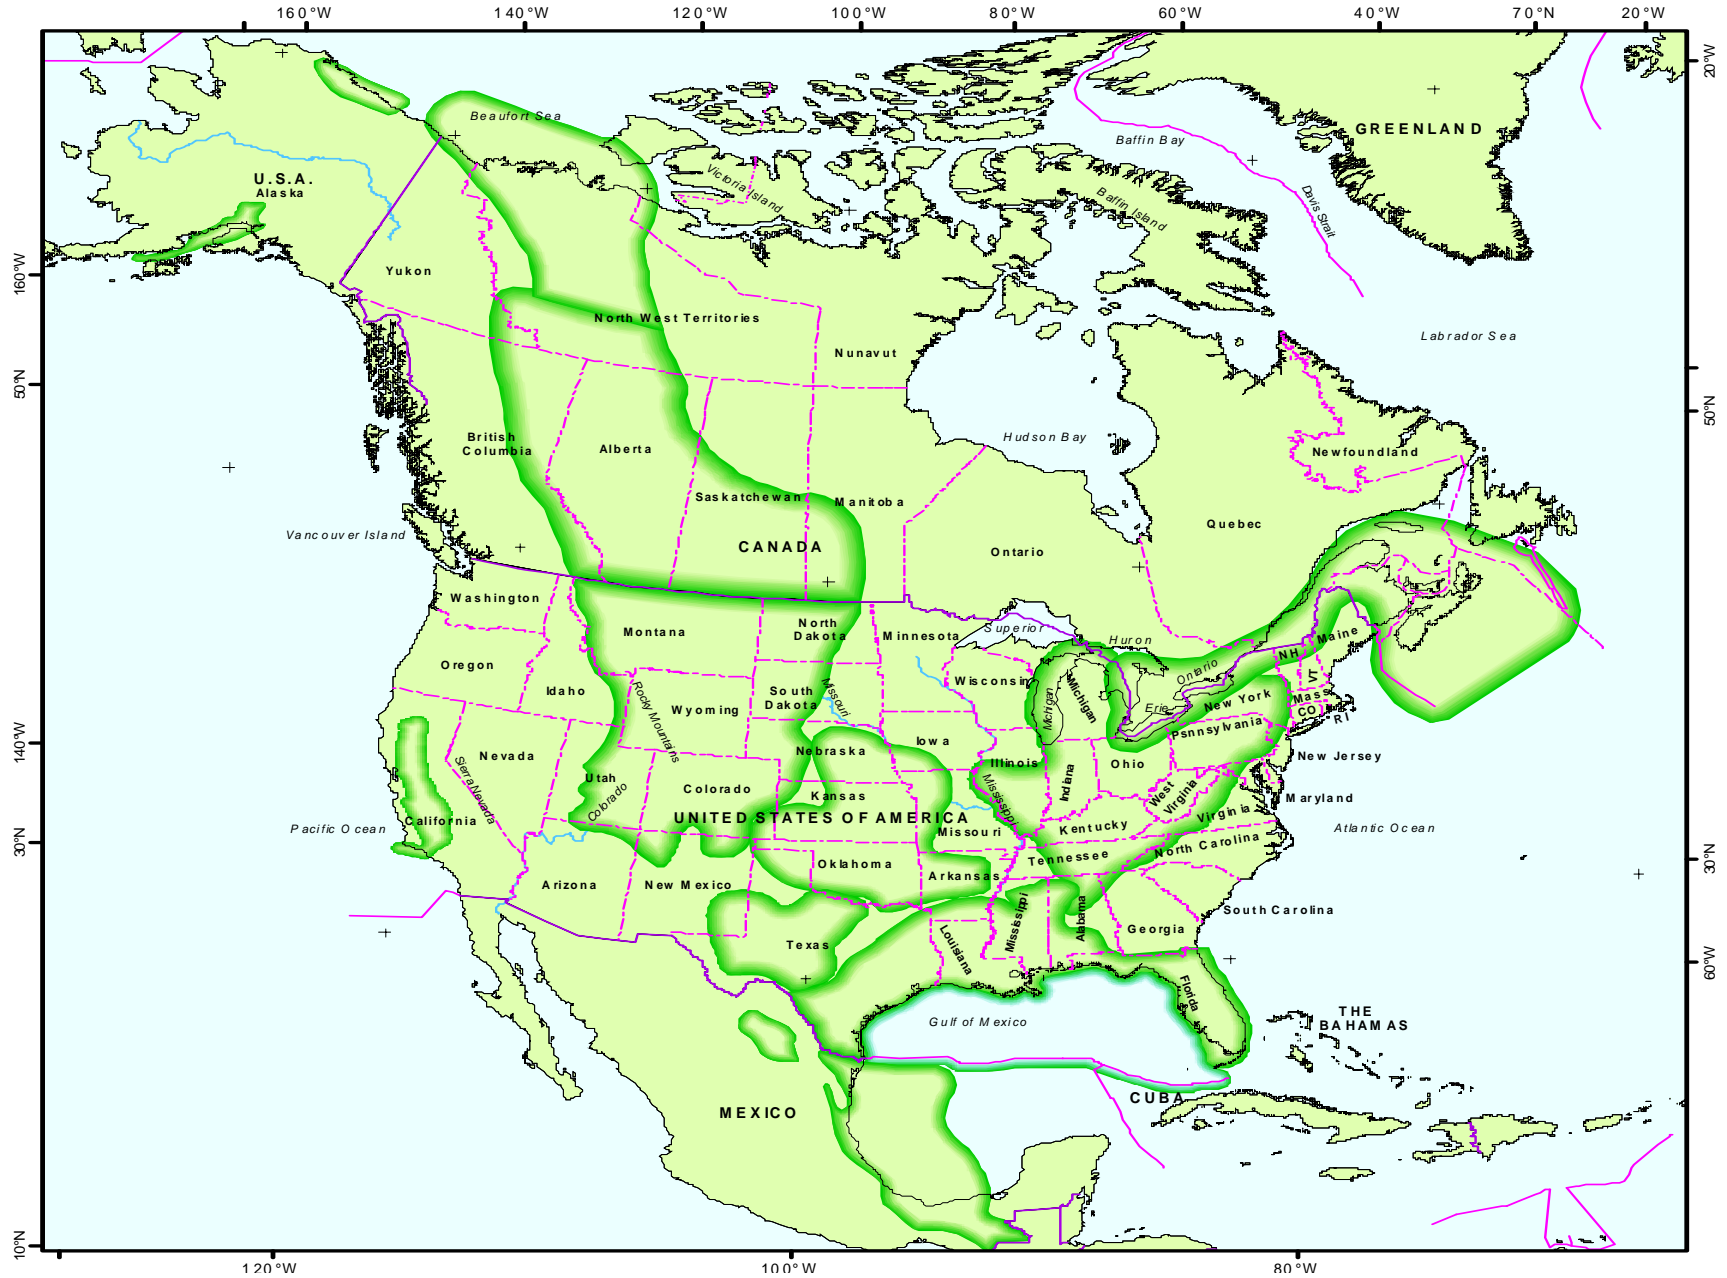 160°W
140°W
120°W
100°W
80°W
60°W
40°W
70°N
20°W
20°W
Beaufort Sea
GREENLAND
Baffin Bay
U.S.A.
Alaska
Victoria Island
Baffin Island
Davis Strait
160°W
Yukon
North West Territories
Nunavut
Labrador Sea
50°N
50°N
British
Columbia
Alberta
Hudson Bay
Newfoundland
Saskatchewan
Manitoba
Quebec
Vancouver Island
CANADA
Ontario
Washington
Montana
North
Dakota
Minnesota
Superior
Huron
Maine
NH
Oregon
Idaho
Rocky Mountains
Wyoming
South
Dakota
Missouri
Wisconsin
Michigan
Michigan
Ontario
Erie
New York
VT
Mass
CO
RI
140°W
Nevada
Sierra Nevada
Utah
Colorado
Colorado
Nebraska
Iowa
Illinois
Indiana
Ohio
Psnnsylvania
New Jersey
Kansas
Mississippi
West
Virginia
Maryland
Pacific Ocean
California
UNITED STATES OF AMERICA
Missouri
Kentucky
Virginia
Atlantic Ocean
30°N
30°N
Arizona
New Mexico
Oklahoma
Arkansas
Tennessee
North Carolina
South Carolina
Texas
Louisiana
Mississippi
Alabama
Georgia
60°W
Florida
Gulf of Mexico
THE
BAHAMAS
MEXICO
CUBA
10°N
120°W
100°W
80°W